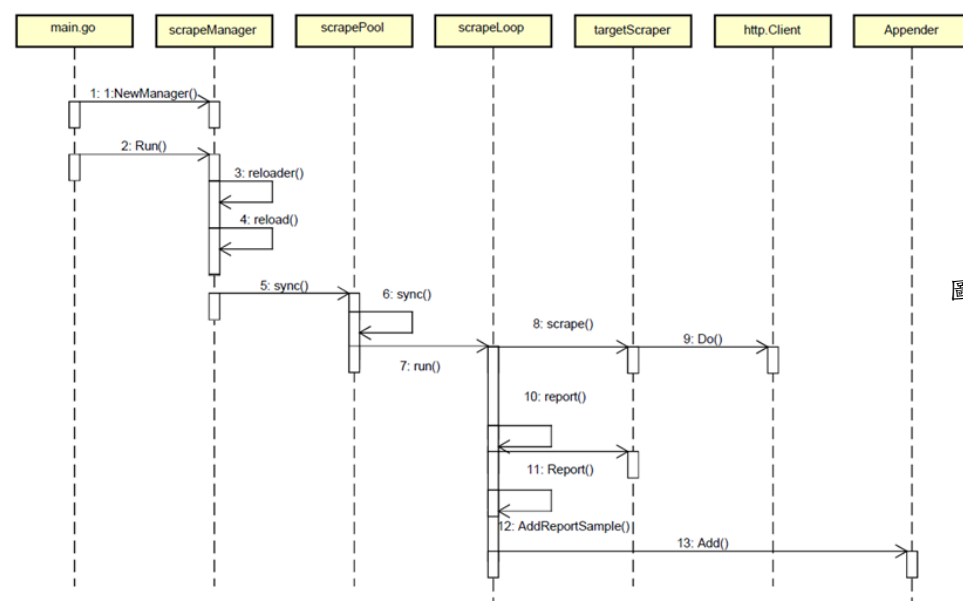 main.go
scrapeManager
scrapePool
scrapeLoop
targetScraper
http.Client
Appender
1: 1:NewManager()
2: Run()
3: reloader()
4: reload()
5: sync()
6: sync()
7: run()
8: scrape()
9: Do()
10: report()
11: Report()
12: AddReportSample()
13: Add()
圖